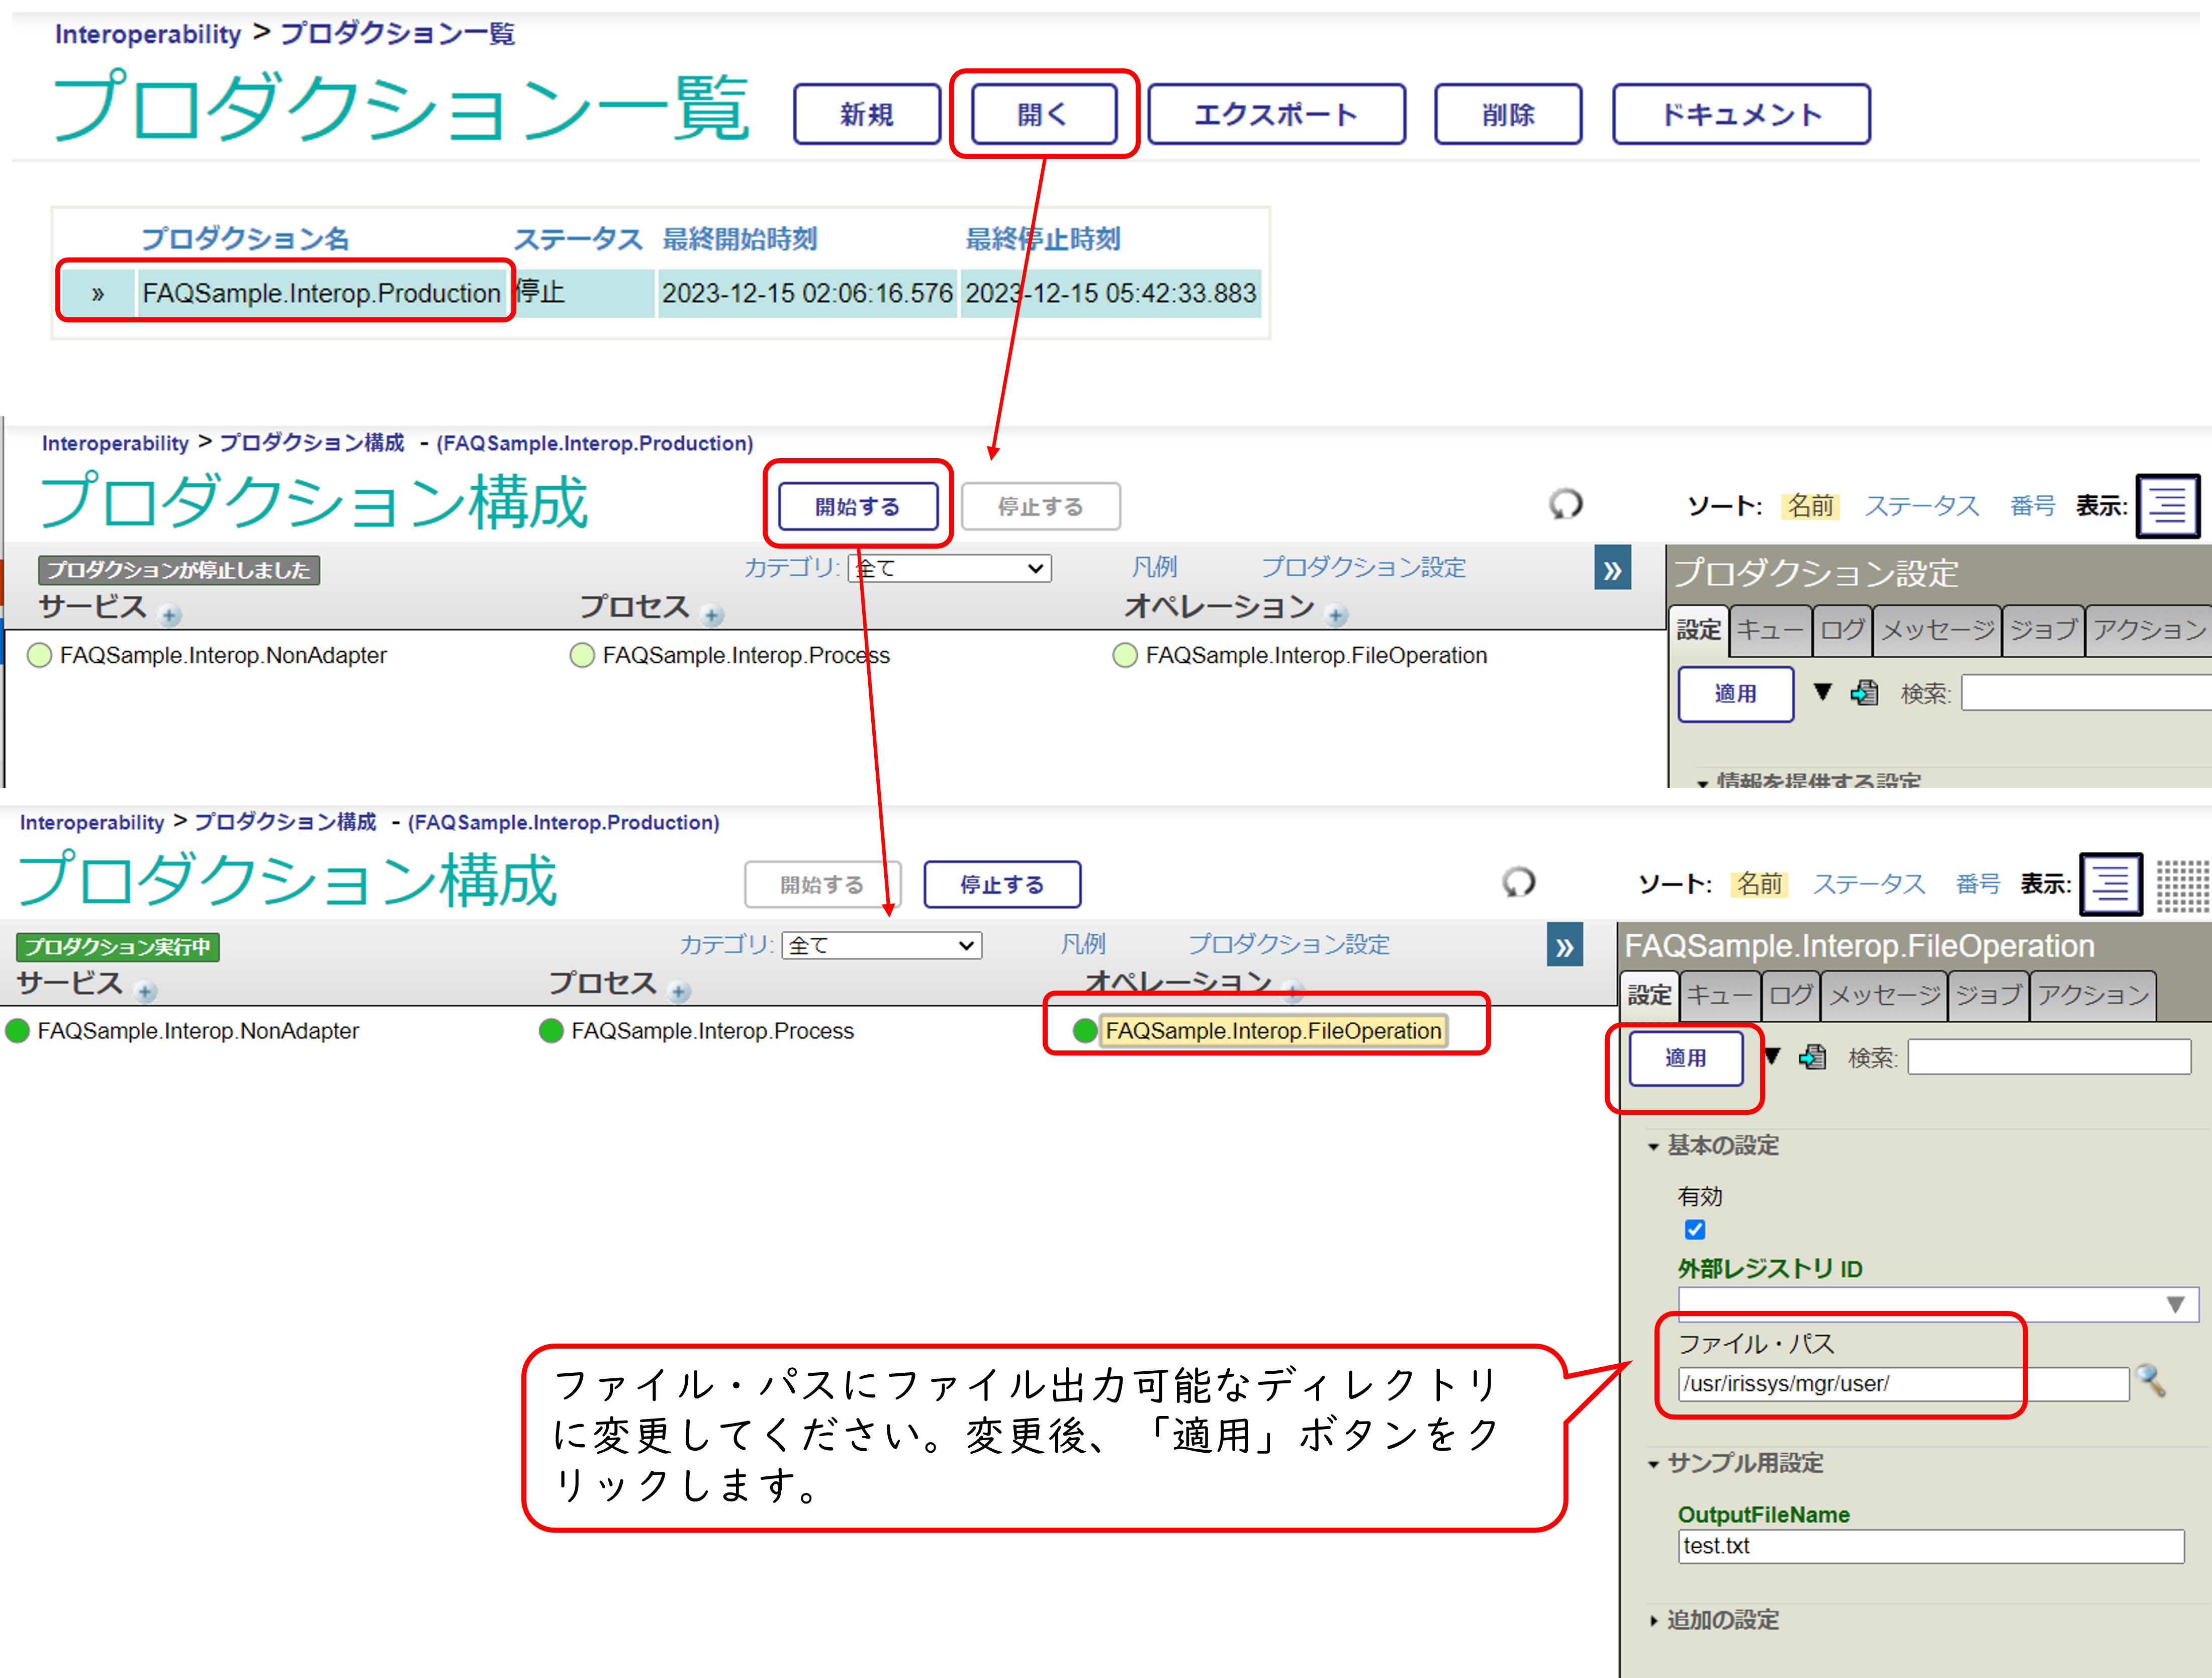 Interoperability > プロダクション一覧
プロダクション一覧 新規 開く エクスポート 削除 ドキュメント
プロダクション名 ステータス 最終開始時刻 最終停止時刻
» FAQSample.Interop.Production 停止 2023-12-15 02:06:16.576 2023-12-15 05:42:33.883
Interoperability > プロダクション構成 - (FAQSample.Interop.Production)
プロダクション構成 開始する 停止する ソート: 名前 ステータス 番号 表示:
プロダクションが停止しました カテゴリ: 全て 凡例 プロダクション設定 »
サービス プロセス オペレーション
FAQSample.Interop.NonAdapter FAQSample.Interop.Process FAQSample.Interop.FileOperation
プロダクション設定
設定 キュー ログ メッセージ ジョブ アクション
適用 検索:
情報を提供する設定
Interoperability > プロダクション構成 - (FAQSample.Interop.Production)
プロダクション構成 開始する 停止する ソート: 名前 ステータス 番号 表示:
プロダクション実行中 カテゴリ: 全て 凡例 プロダクション設定 »
サービス プロセス オペレーション
FAQSample.Interop.NonAdapter FAQSample.Interop.Process FAQSample.Interop.FileOperation
FAQSample.Interop.FileOperation
設定 キュー ログ メッセージ ジョブ アクション
適用 検索:
基本の設定
有効
外部レジストリ ID
ファイル・パス
/usr/irissys/mgr/user/
サンプル用設定
OutputFileName
test.txt
追加の設定
ファイル・パスにファイル出力可能なディレクトリ
に変更してください。変更後、「適用」ボタンをク
リックします。